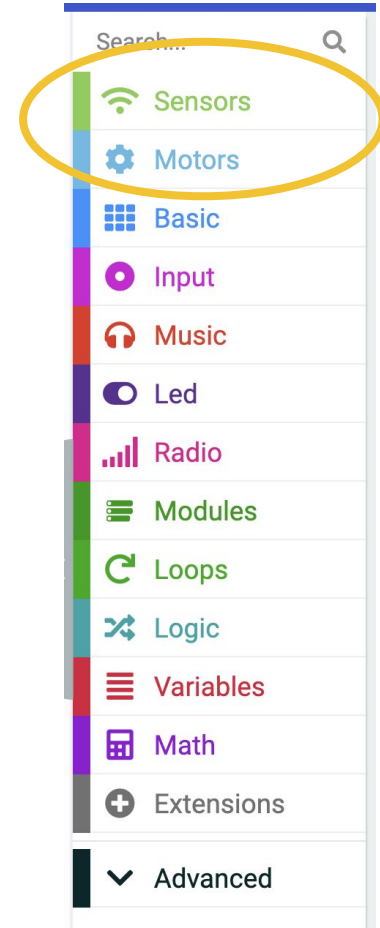 Search...
Sensors
Motors
Basic
Input
Music
Led
Radio
Modules
Loops
Logic
Variables
Math
Extensions
Advanced